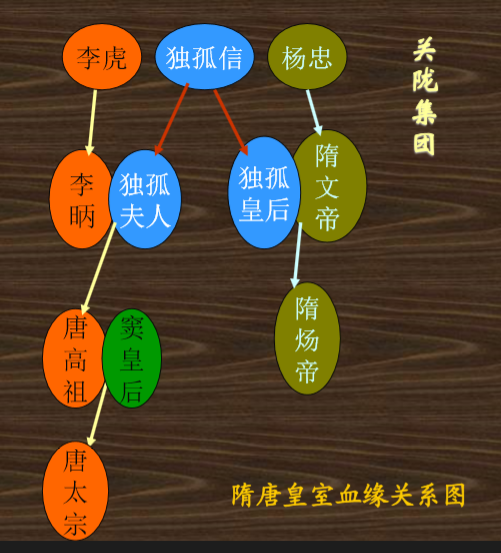 李虎
独孤信
杨忠
关陇集团
李
昞
独孤
夫人
独孤
皇后
隋
文
帝
唐
高
祖
窦
皇
后
隋
炀
帝
唐
太
宗
隋唐皇室血缘关系图